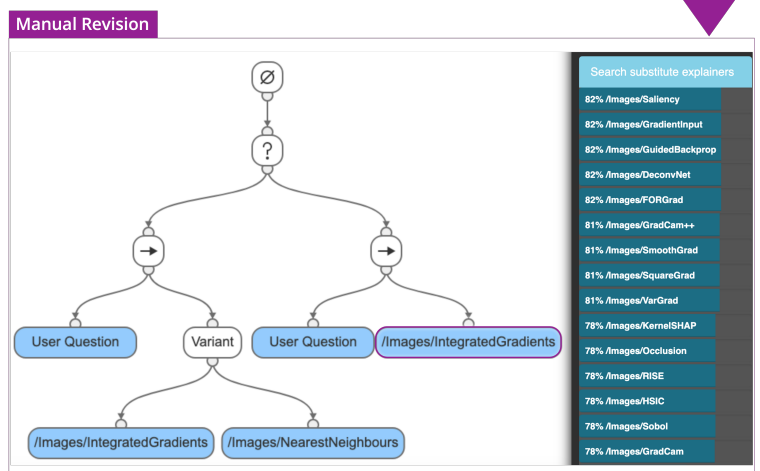 Manual Revision
Ø
?
→
→
User Question
Variant
User Question
/Images/IntegratedGradients
/Images/IntegratedGradients
/Images/NearestNeighbours
Search substitute explainers
82% /Images/Saliency
82% /Images/GradientInput
82% /Images/GuidedBackprop
82% /Images/DeconvNet
82% /Images/FORGrad
81% /Images/GradCam++
81% /Images/SmoothGrad
81% /Images/SquareGrad
81% /Images/VarGrad
78% /Images/KernelSHAP
78% /Images/Occlusion
78% /Images/RISE
78% /Images/HSIC
78% /Images/Sobol
78% /Images/GradCam